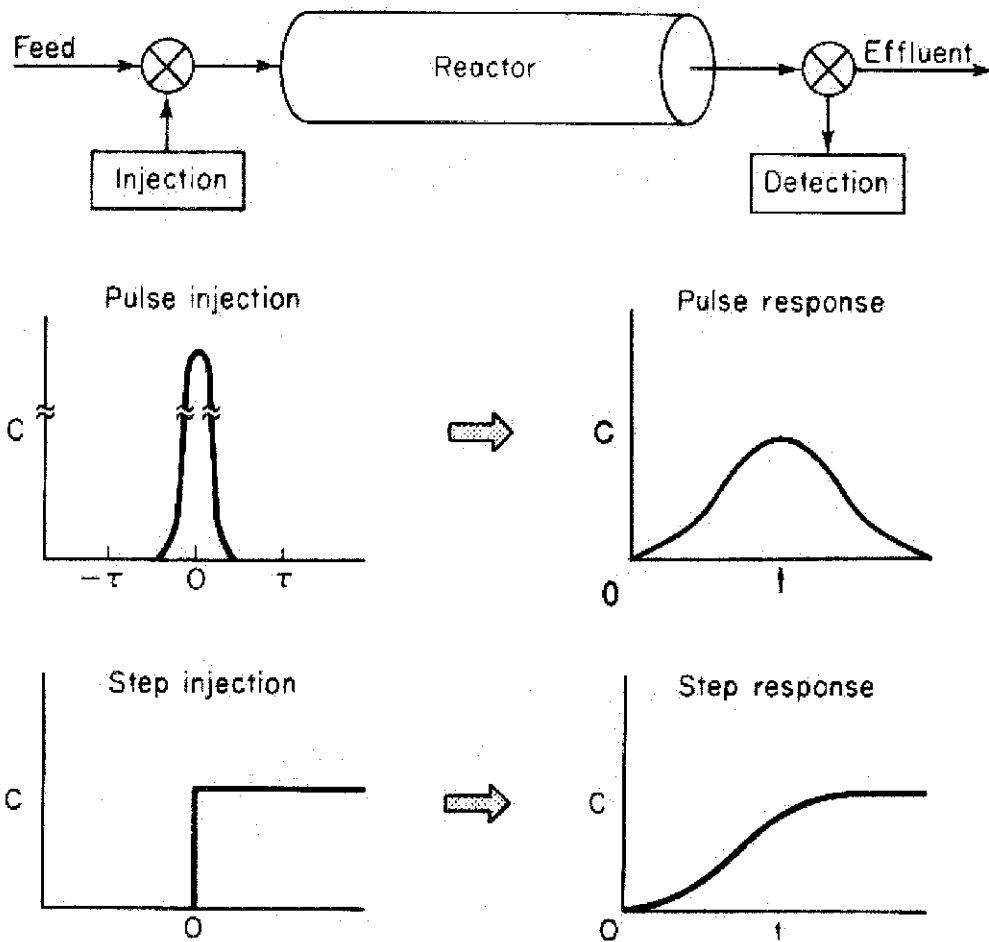 Feed
Reactor
Effluent
Injection
Detection
Pulse injection
Pulse response
C
C
-τ 0 τ
0 t
Step injection
Step response
C
C
0
0 t